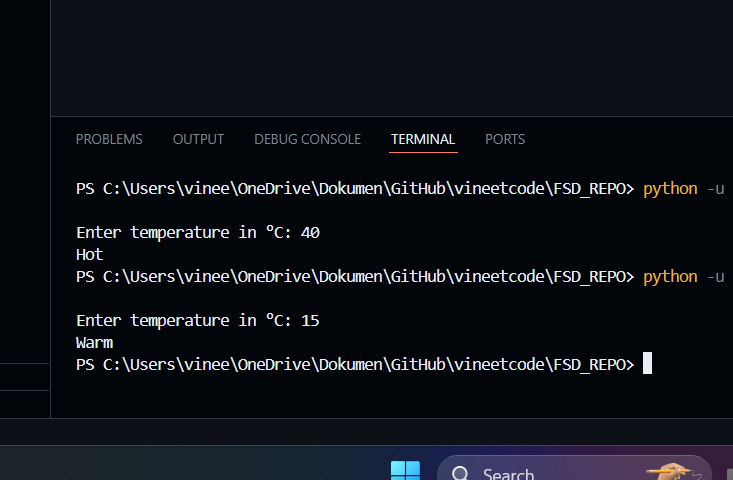 PROBLEMS OUTPUT DEBUG CONSOLE TERMINAL PORTS
PS C:\Users\vinee\OneDrive\Dokumen\GitHub\vineetcode\FSD_REPO> python -u
Enter temperature in °C: 40
Hot
PS C:\Users\vinee\OneDrive\Dokumen\GitHub\vineetcode\FSD_REPO> python -u
Enter temperature in °C: 15
Warm
PS C:\Users\vinee\OneDrive\Dokumen\GitHub\vineetcode\FSD_REPO>
Search